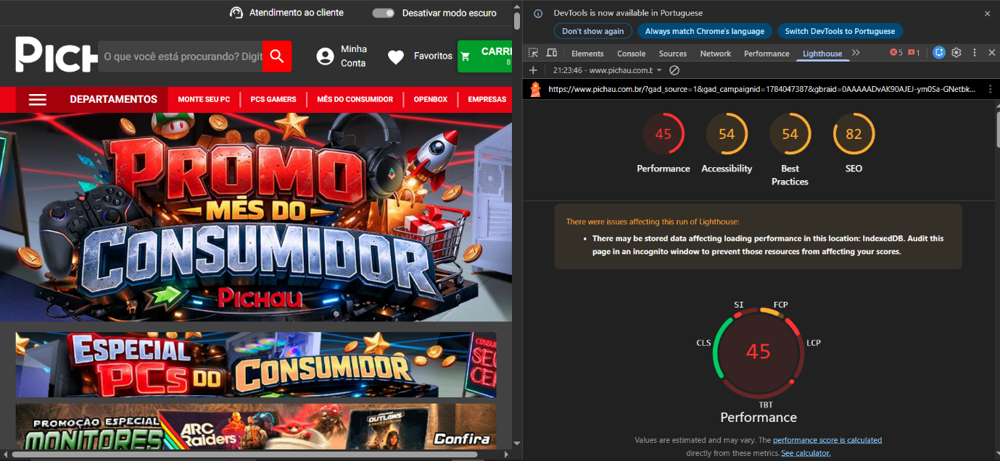 Atendimento ao cliente
Desativar modo escuro
PICH
O que você está procurando? Digit
Minha
Conta
Favoritos
CARR
0
DEPARTAMENTOS
MONTE SEU PC
PCS GAMERS
MÊS DO CONSUMIDOR
OPENBOX
EMPRESAS
PROMO
MÊS DO
CONSUMIDOR
PICHAU
ESPECIAL
PCs DO
CONSUMIDOR
PROMOÇÃO ESPECIAL
MONITORES
ARC
Raiders
OUTLAWS
Confira
DevTools is now available in Portuguese
Don't show again
Always match Chrome's language
Switch DevTools to Portuguese
Elements
Console
Sources
Network
Performance
Lighthouse
5
1
21:23:46 - www.pichau.com.b
https://www.pichau.com.br/?gad_source=1&gad_campaignid=17840473878&gbraid=0AAAAADvAK90AJEJ-ym0Sa-GNetbk...
45
54
54
82
Performance
Accessibility
Best
Practices
SEO
There were issues affecting this run of Lighthouse:
• There may be stored data affecting loading performance in this location: IndexedDB. Audit this
page in an incognito window to prevent those resources from affecting your scores.
SI
FCP
CLS
LCP
45
TBT
Performance
Values are estimated and may vary. The performance score is calculated
directly from these metrics. See calculator.